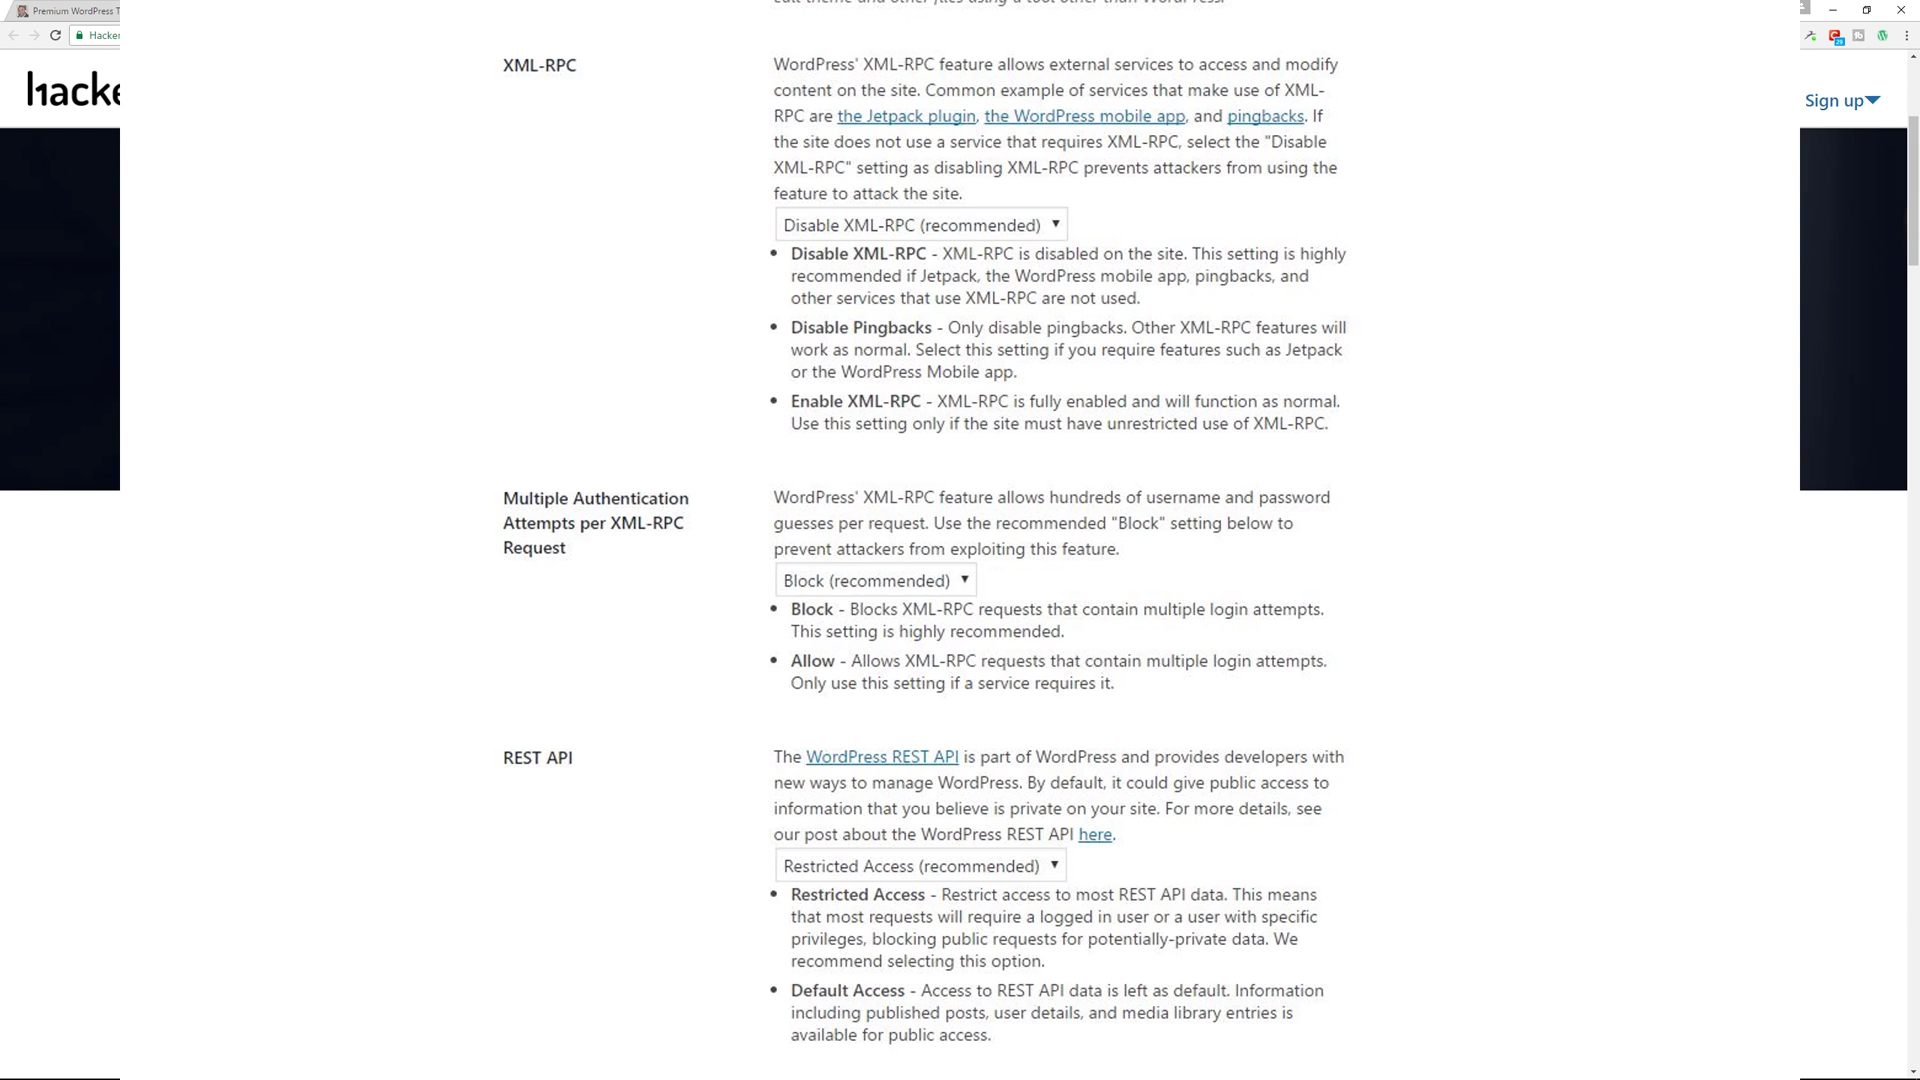 Premium WordPress T
Hacker
hacke
Sign up
XML-RPC
WordPress' XML-RPC feature allows external services to access and modify
content on the site. Common example of services that make use of XML-
RPC are the Jetpack plugin, the WordPress mobile app, and pingbacks. If
the site does not use a service that requires XML-RPC, select the "Disable
XML-RPC" setting as disabling XML-RPC prevents attackers from using the
feature to attack the site.
Disable XML-RPC (recommended)
• Disable XML-RPC - XML-RPC is disabled on the site. This setting is highly
recommended if Jetpack, the WordPress mobile app, pingbacks, and
other services that use XML-RPC are not used.
• Disable Pingbacks - Only disable pingbacks. Other XML-RPC features will
work as normal. Select this setting if you require features such as Jetpack
or the WordPress Mobile app.
• Enable XML-RPC - XML-RPC is fully enabled and will function as normal.
Use this setting only if the site must have unrestricted use of XML-RPC.
Multiple Authentication
Attempts per XML-RPC
Request
WordPress' XML-RPC feature allows hundreds of username and password
guesses per request. Use the recommended "Block" setting below to
prevent attackers from exploiting this feature.
Block (recommended)
• Block - Blocks XML-RPC requests that contain multiple login attempts.
This setting is highly recommended.
• Allow - Allows XML-RPC requests that contain multiple login attempts.
Only use this setting if a service requires it.
REST API
The WordPress REST API is part of WordPress and provides developers with
new ways to manage WordPress. By default, it could give public access to
information that you believe is private on your site. For more details, see
our post about the WordPress REST API here.
Restricted Access (recommended)
• Restricted Access - Restrict access to most REST API data. This means
that most requests will require a logged in user or a user with specific
privileges, blocking public requests for potentially-private data. We
recommend selecting this option.
• Default Access - Access to REST API data is left as default. Information
including published posts, user details, and media library entries is
available for public access.